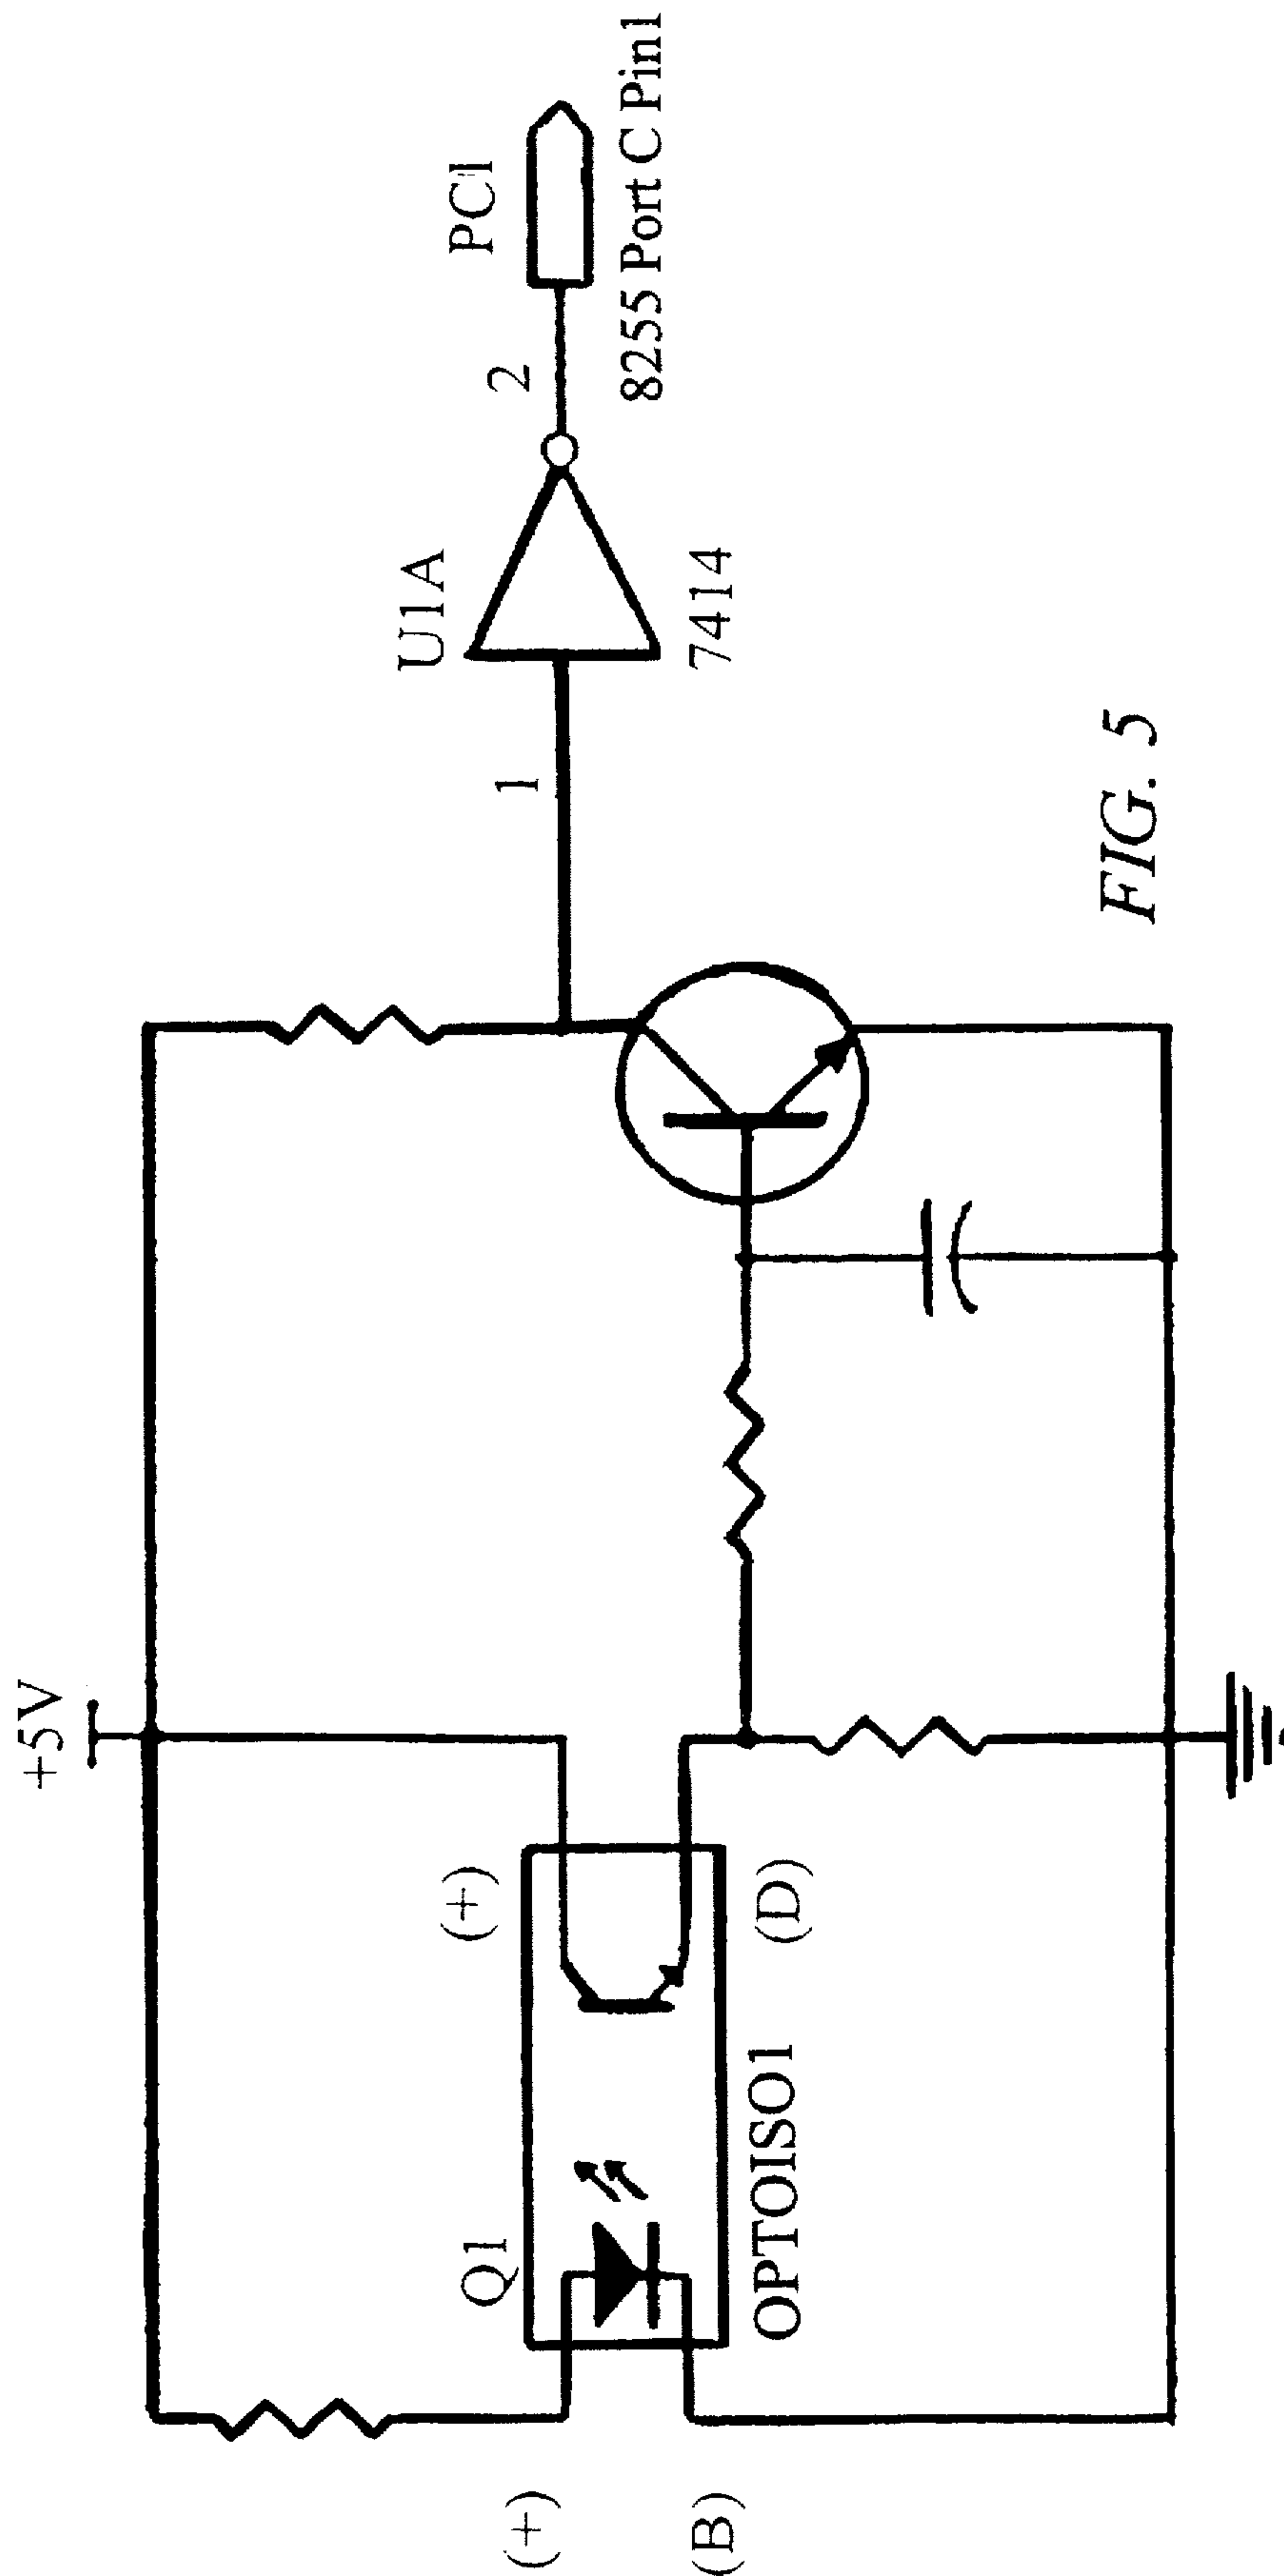 +5V
(+)
(B)
Q1
OPTOISO1
(+)
(D)
1
U1A
7414
2
PC1
8255 Port C Pin1
FIG. 5